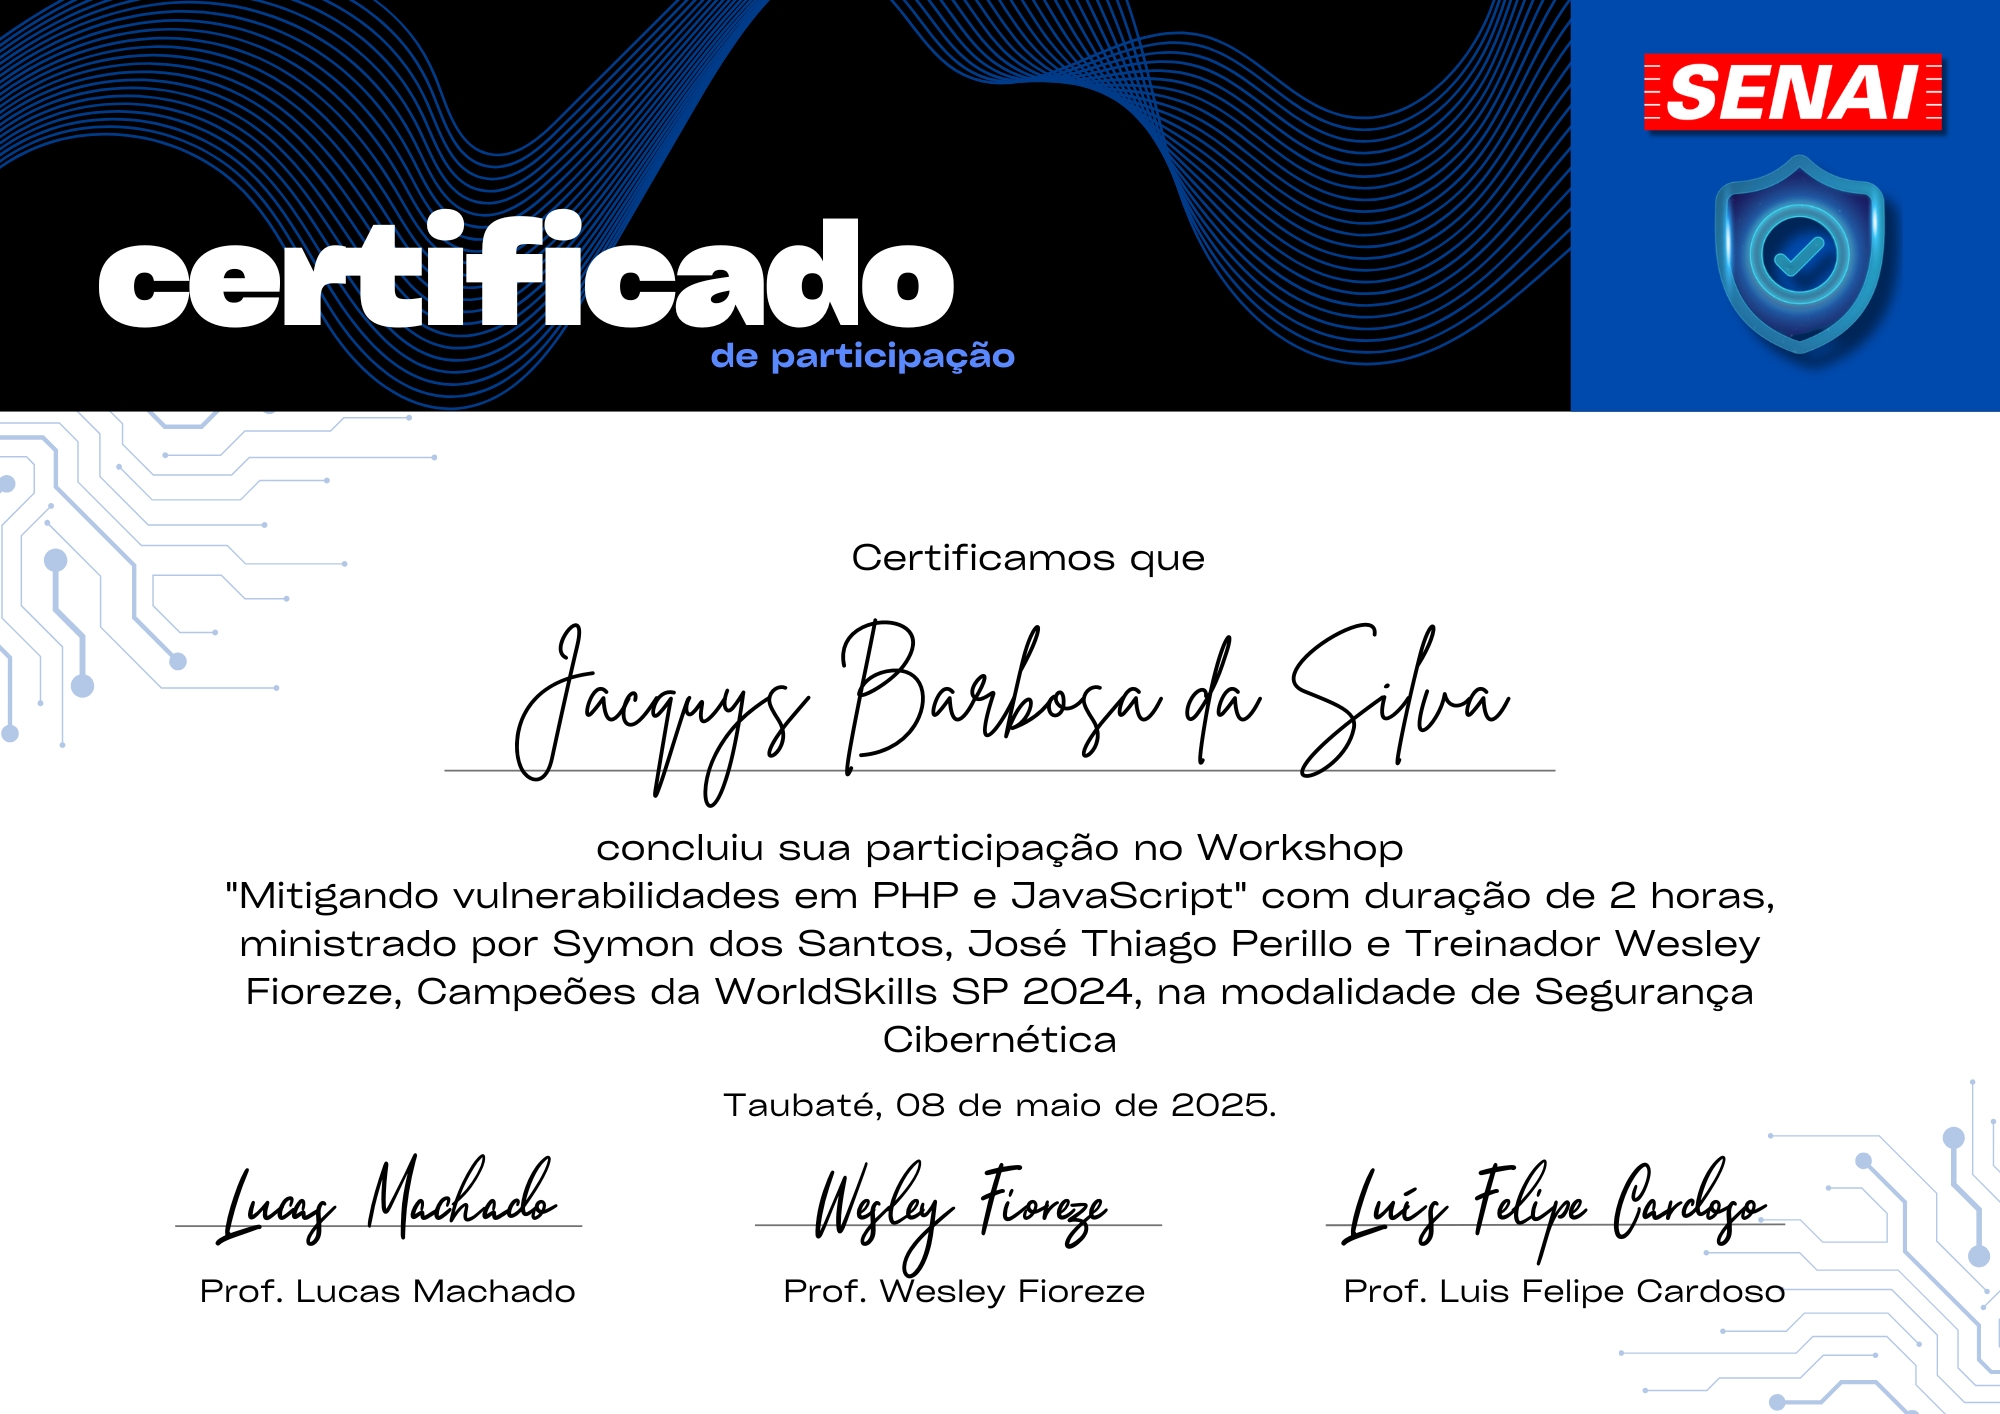 SENAI
certificado
de participação
Certificamos que
Jacquys Barbosa da Silva
concluiu sua participação no Workshop
"Mitigando vulnerabilidades em PHP e JavaScript" com duração de 2 horas,
ministrado por Symon dos Santos, José Thiago Perillo e Treinador Wesley
Fioreze, Campeões da WorldSkills SP 2024, na modalidade de Segurança
Cibernética
Taubaté, 08 de maio de 2025.
Lucas Machado
Wesley Fioreze
Luís Felipe Cardoso
Prof. Lucas Machado
Prof. Wesley Fioreze
Prof. Luis Felipe Cardoso